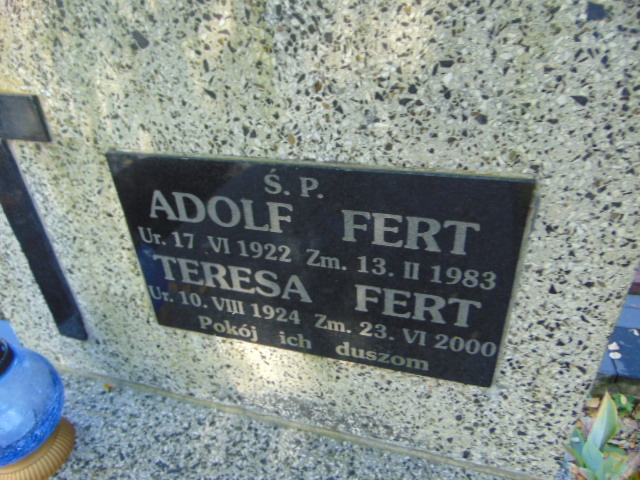 Ś. P.
ADOLF FERT
Ur. 17 VI 1922 Zm. 13. II 1983
TERESA FERT
Ur. 10. VIII 1924 Zm. 23. VI 2000
Pokój ich duszom